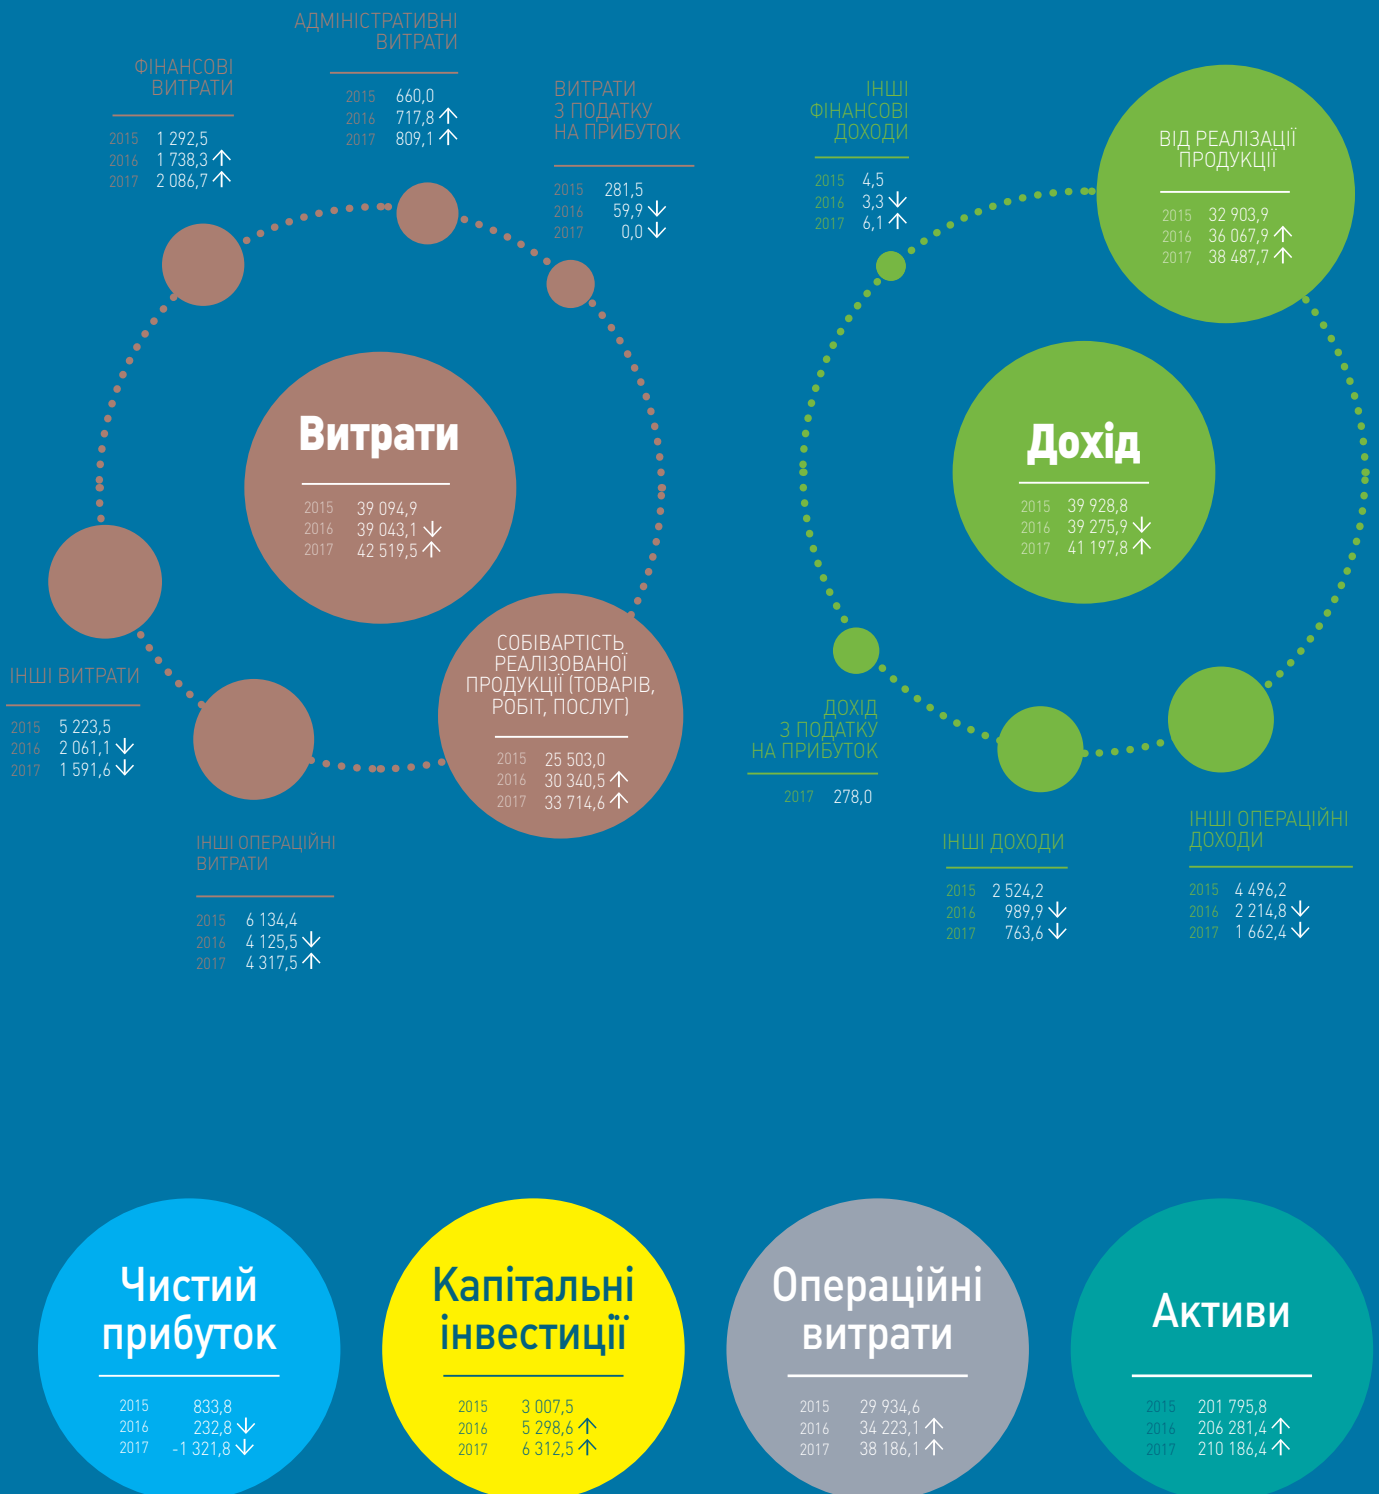 АДМІНІСТРАТИВНІ
ВИТРАТИ
2015 660,0
2016 717,8 ↑
2017 809,1 ↑
ФІНАНСОВІ
ВИТРАТИ
2015 1 292,5
2016 1 738,3 ↑
2017 2 086,7 ↑
ВИТРАТИ
З ПОДАТКУ
НА ПРИБУТОК
2015 281,5
2016 59,9 ↓
2017 0,0 ↓
Витрати
2015 39 094,9
2016 39 043,1 ↓
2017 42 519,5 ↑
СОБІВАРТІСТЬ
РЕАЛІЗОВАНОЇ
ПРОДУКЦІЇ (ТОВАРІВ,
РОБІТ, ПОСЛУГ)
2015 25 503,0
2016 30 340,5 ↑
2017 33 714,6 ↑
ІНШІ ВИТРАТИ
2015 5 223,5
2016 2 061,1 ↓
2017 1 591,6 ↓
ІНШІ ОПЕРАЦІЙНІ
ВИТРАТИ
2015 6 134,4
2016 4 125,5 ↓
2017 4 317,5 ↑
ІНШІ
ФІНАНСОВІ
ДОХОДИ
2015 4,5
2016 3,3 ↓
2017 6,1 ↑
ВІД РЕАЛІЗАЦІЇ
ПРОДУКЦІЇ
2015 32 903,9
2016 36 067,9 ↑
2017 38 487,7 ↑
Дохід
2015 39 928,8
2016 39 275,9 ↓
2017 41 197,8 ↑
ДОХІД
З ПОДАТКУ
НА ПРИБУТОК
2017 278,0
ІНШІ ДОХОДИ
2015 2 524,2
2016 989,9 ↓
2017 763,6 ↓
ІНШІ ОПЕРАЦІЙНІ
ДОХОДИ
2015 4 496,2
2016 2 214,8 ↓
2017 1 662,4 ↓
Чистий
прибуток
2015 833,8
2016 232,8 ↓
2017 -1 321,8 ↓
Капітальні
інвестиції
2015 3 007,5
2016 5 298,6 ↑
2017 6 312,5 ↑
Операційні
витрати
2015 29 934,6
2016 34 223,1 ↑
2017 38 186,1 ↑
Активи
2015 201 795,8
2016 206 281,4 ↑
2017 210 186,4 ↑